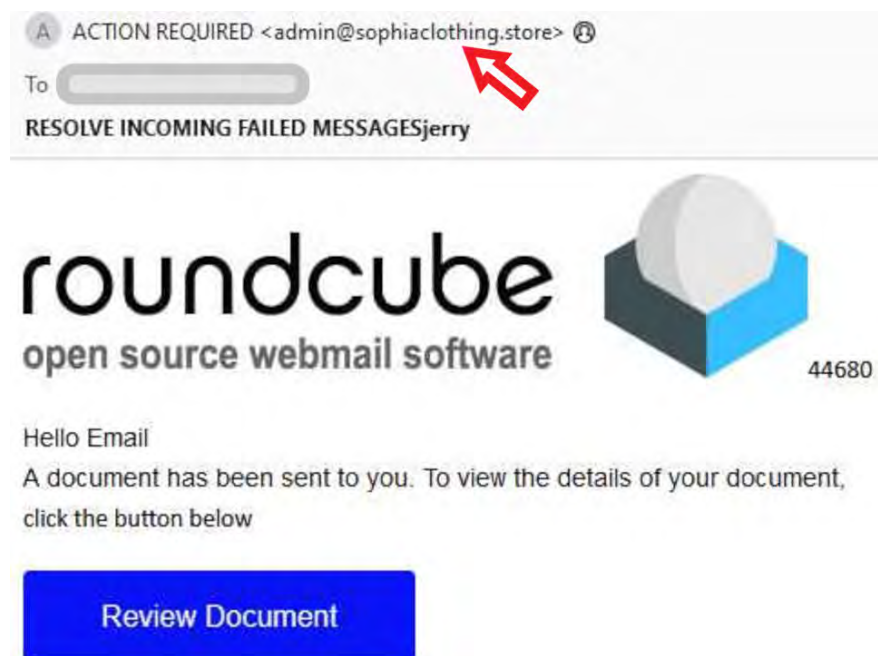 A ACTION REQUIRED <admin@sophiaclothing.store>
To
RESOLVE INCOMING FAILED MESSAGESjerry
roundcube
open source webmail software
44680
Hello Email
A document has been sent to you. To view the details of your document,
click the button below
Review Document